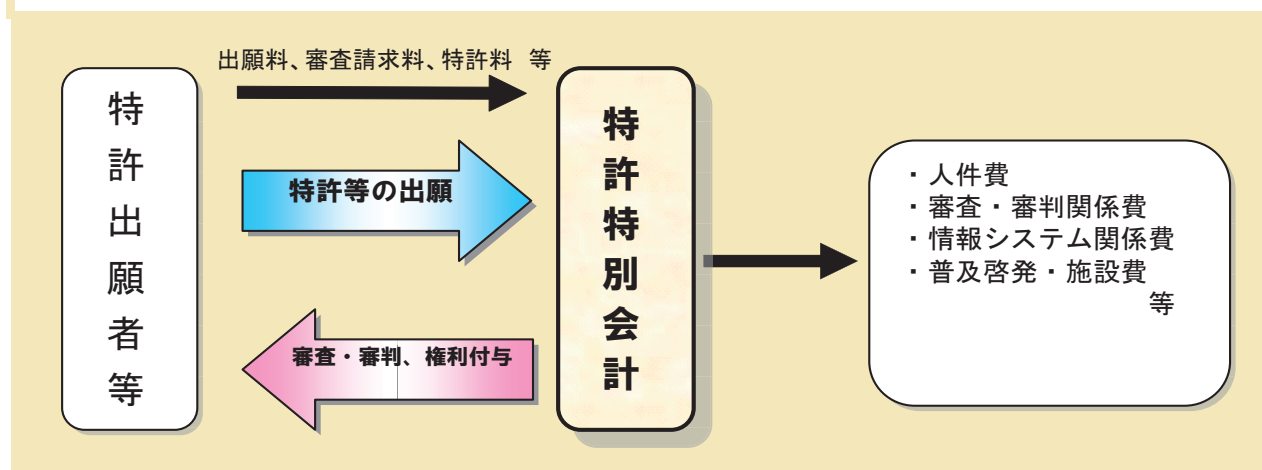 出願料、審査請求料、特許料 等
特許出願者等
特許等の出願
審査・審判、権利付与
特許特別会計
・人件費
・審査・審判関係費
・情報システム関係費
・普及啓発・施設費
等